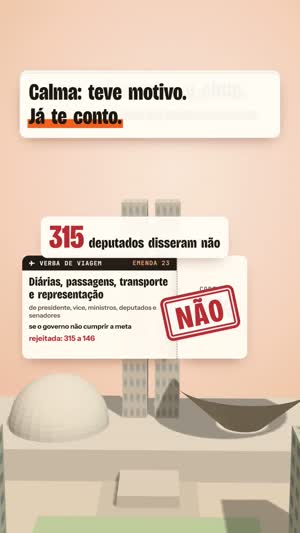 Calma: teve motivo.
Já te conto.
315 deputados disseram não
✈ VERBA DE VIAGEM EMENDA 23
Diárias, passagens, transporte
e representação
de presidente, vice, ministros, deputados e
senadores
se o governo não cumprir a meta
rejeitada: 315 a 146
NÃO